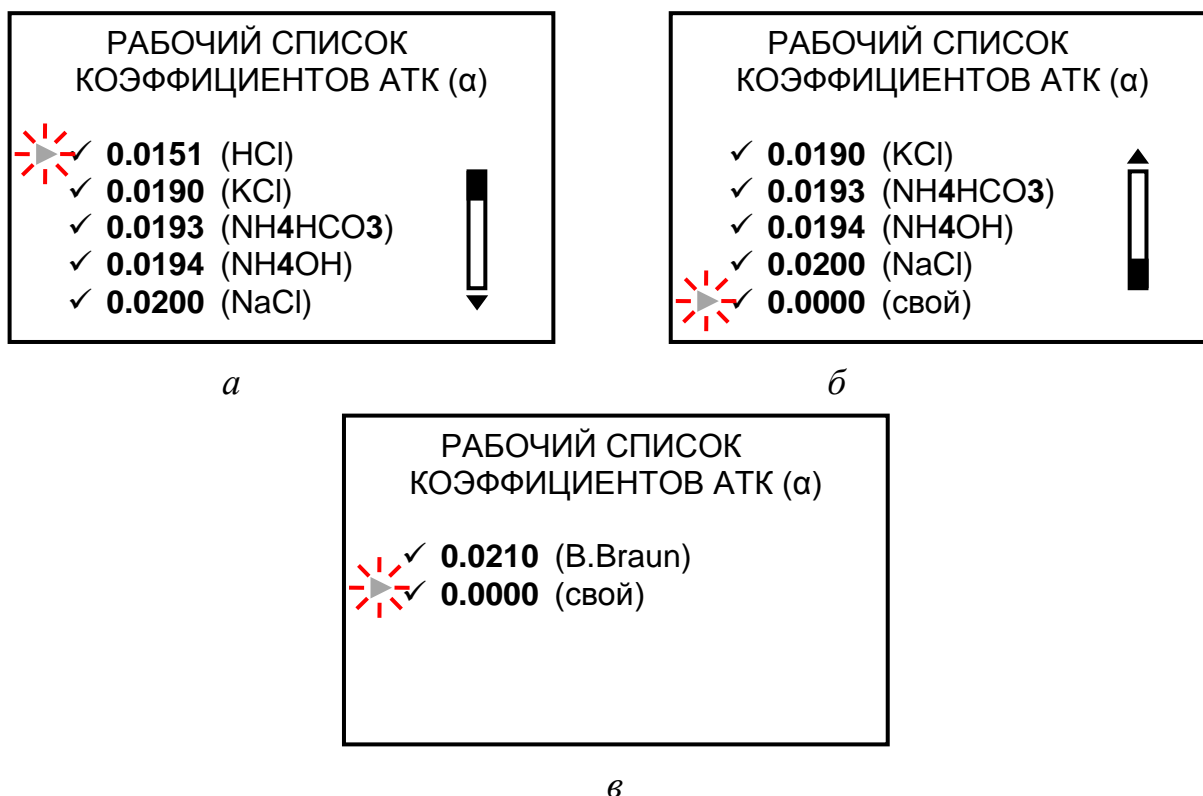 РАБОЧИЙ СПИСОК
КОЭФФИЦИЕНТОВ АТК (α)
✓ 0.0151 (HCl)
✓ 0.0190 (KCl)
✓ 0.0193 (NH4HCO3)
✓ 0.0194 (NH4OH)
✓ 0.0200 (NaCl)
а
РАБОЧИЙ СПИСОК
КОЭФФИЦИЕНТОВ АТК (α)
✓ 0.0190 (KCl)
✓ 0.0193 (NH4HCO3)
✓ 0.0194 (NH4OH)
✓ 0.0200 (NaCl)
✓ 0.0000 (свой)
б
РАБОЧИЙ СПИСОК
КОЭФФИЦИЕНТОВ АТК (α)
✓ 0.0210 (B.Braun)
✓ 0.0000 (свой)
в